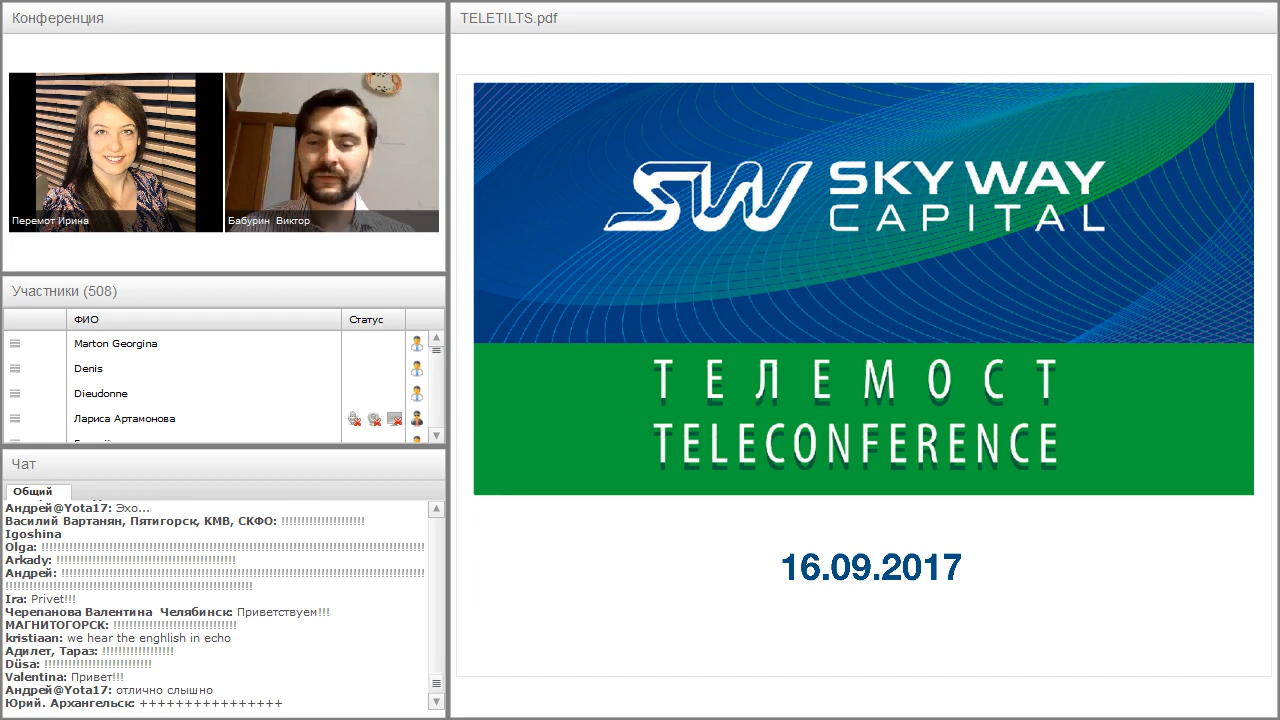 Конференция
Перемот Ирина
Бабурин Виктор
Участники (508)
ФИО Статус
Marton Georgina
Denis
Dieudonne
Лариса Артамонова
Чат
Общий
Андрей@Yota17: Эхо...
Василий Вартанян, Пятигорск, КМВ, СКФО: !!!!!!!!!!!!!!!!!!!!!
Igoshina
Olga: !!!!!!!!!!!!!!!!!!!!!!!!!!!!!!!!!!!!!!!!!!!!!!!!!!!!!!!!!!!!!!!!!!!!!!!!!!!!!!!!!!!!!!!!!!!!!!!!
Arkady: !!!!!!!!!!!!!!!!!!!!!!!!!!!!!!!!!!!!!!!!!!!!!
Андрей: !!!!!!!!!!!!!!!!!!!!!!!!!!!!!!!!!!!!!!!!!!!!!!!!!!!!!!!!!!!!!!!!!!!!!!!!!!!!!!!!!!!!!!!!!!!
!!!!!!!!!!!!!!!!!!!!!!!!!!!!!!!!!!!!!!!!!!!!!!!!!!!!!!!!!!!!!!
Ira: Privet!!!
Черепанова Валентина Челябинск: Приветствуем!!!
МАГНИТОГОРСК: !!!!!!!!!!!!!!!!!!!!!!!!!!!!!!!
kristiaan: we hear the enghlish in echo
Адилет, Тараз: !!!!!!!!!!!!!!!!!!
Düsa: !!!!!!!!!!!!!!!!!!!!!!!!!!!
Valentina: Привет!!!
Андрей@Yota17: отлично слышно
Юрий. Архангельск: ++++++++++++++++
TELETILTS.pdf
SW SKY WAY
CAPITAL
ТЕЛЕМОСТ
TELECONFERENCE
16.09.2017